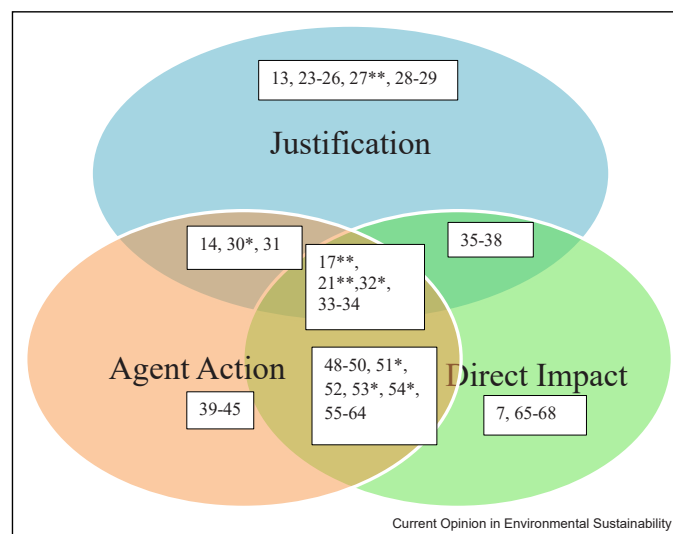 13, 23-26, 27**, 28-29
Justification
14, 30*, 31
35-38
17**,
21**,32*,
33-34
Agent Action
39-45
48-50, 51*,
52, 53*, 54*,
55-64
Direct Impact
7, 65-68
Current Opinion in Environmental Sustainability